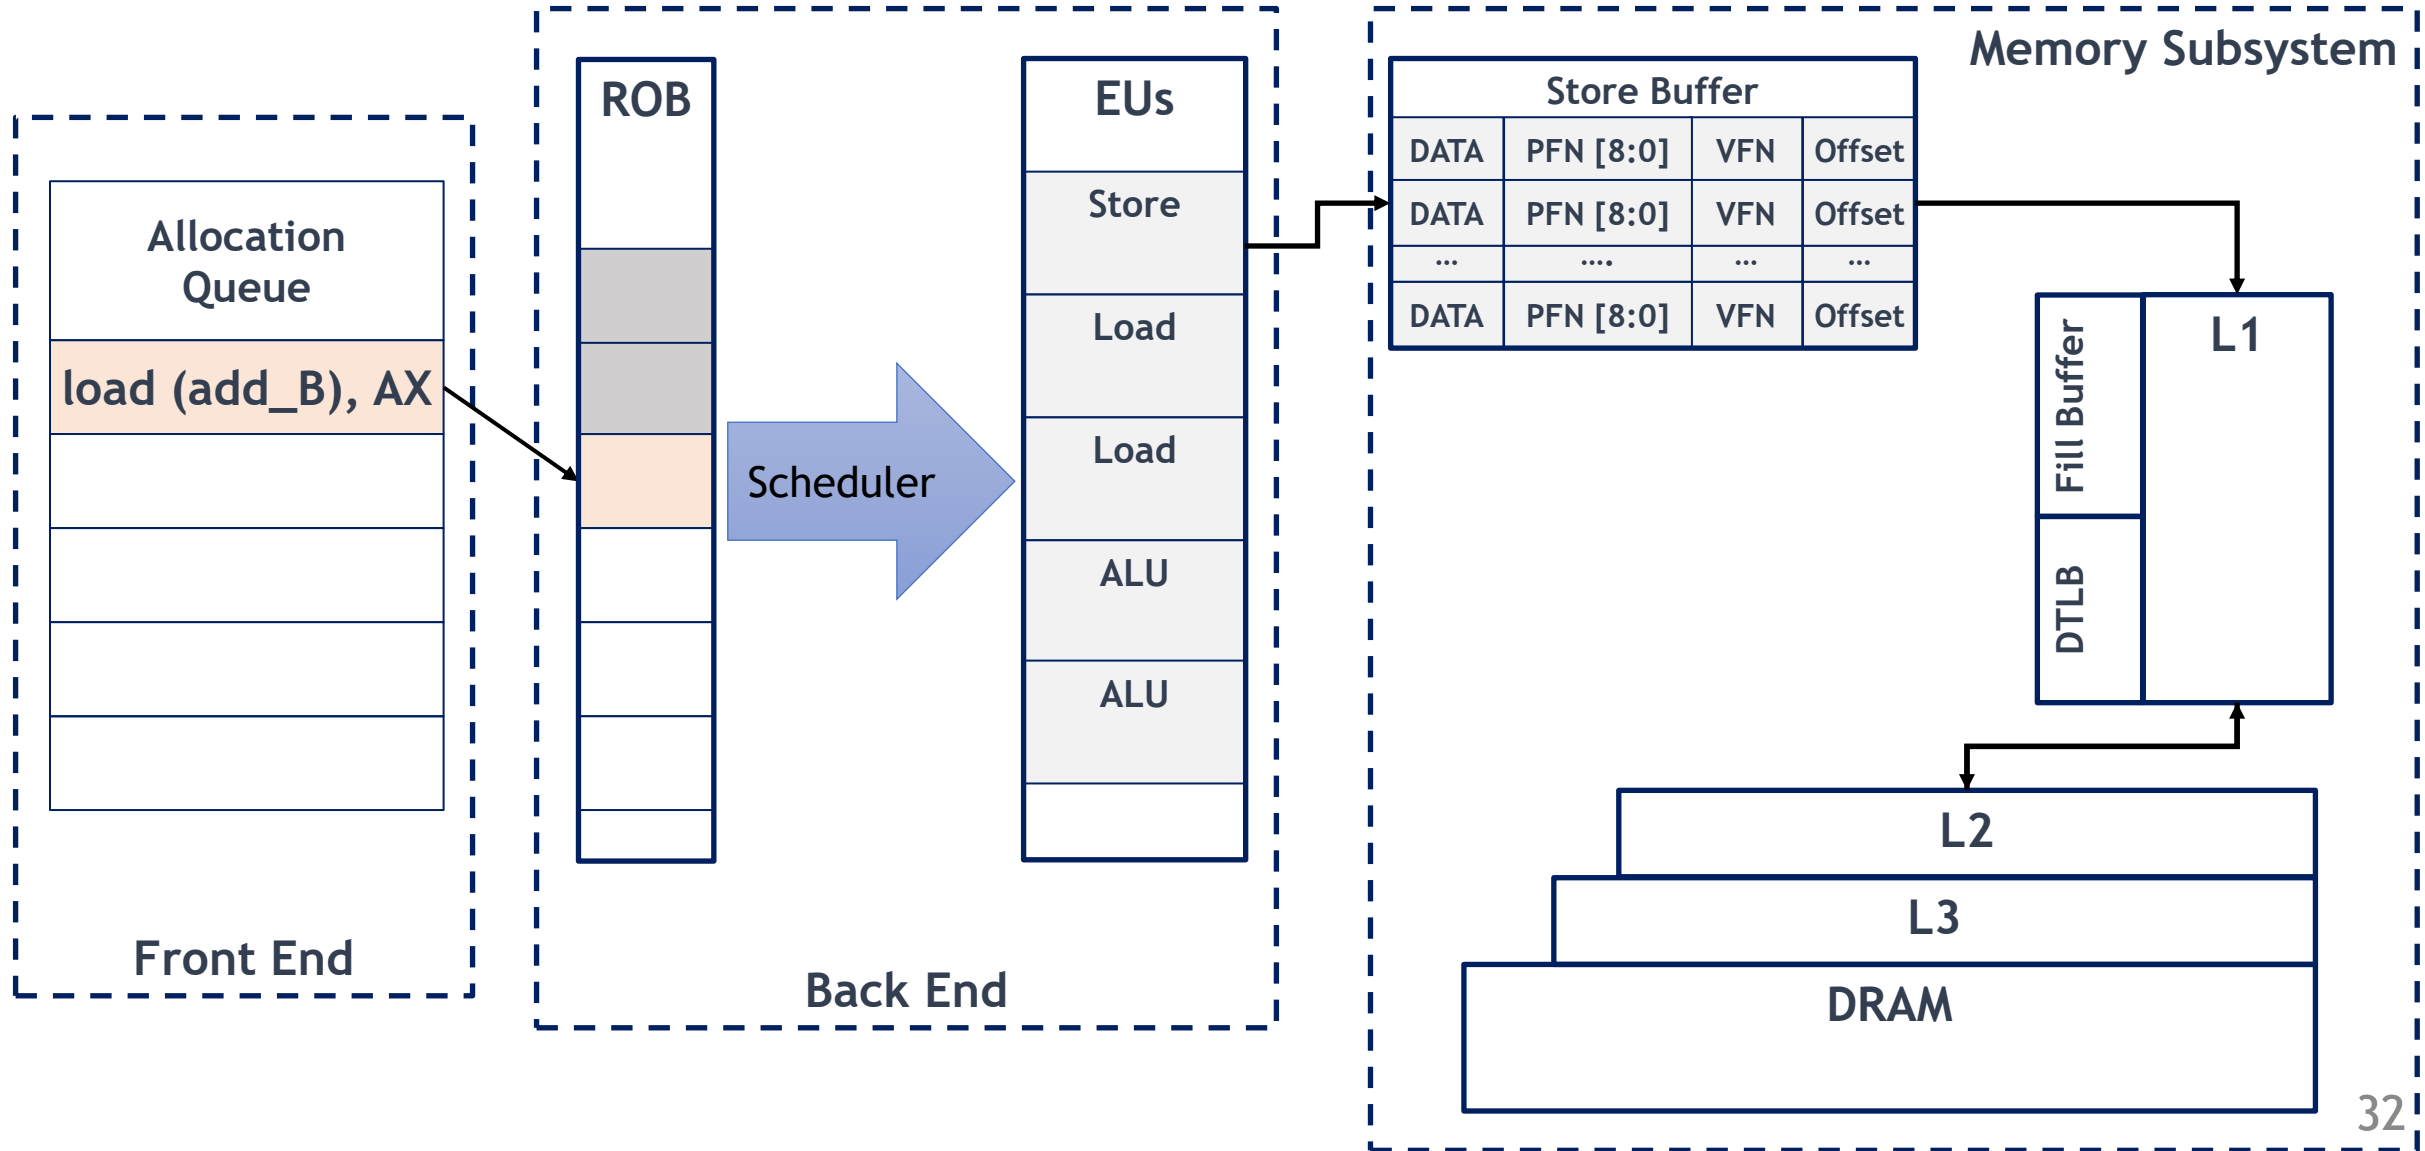 Allocation
Queue
load (add_B), AX
Front End
ROB
Scheduler
EUs
Store
Load
Load
ALU
ALU
Back End
Memory Subsystem
Store Buffer
DATA PFN [8:0] VFN Offset
DATA PFN [8:0] VFN Offset
... .... ... ...
DATA PFN [8:0] VFN Offset
Fill Buffer
DTLB
L1
L2
L3
DRAM
32